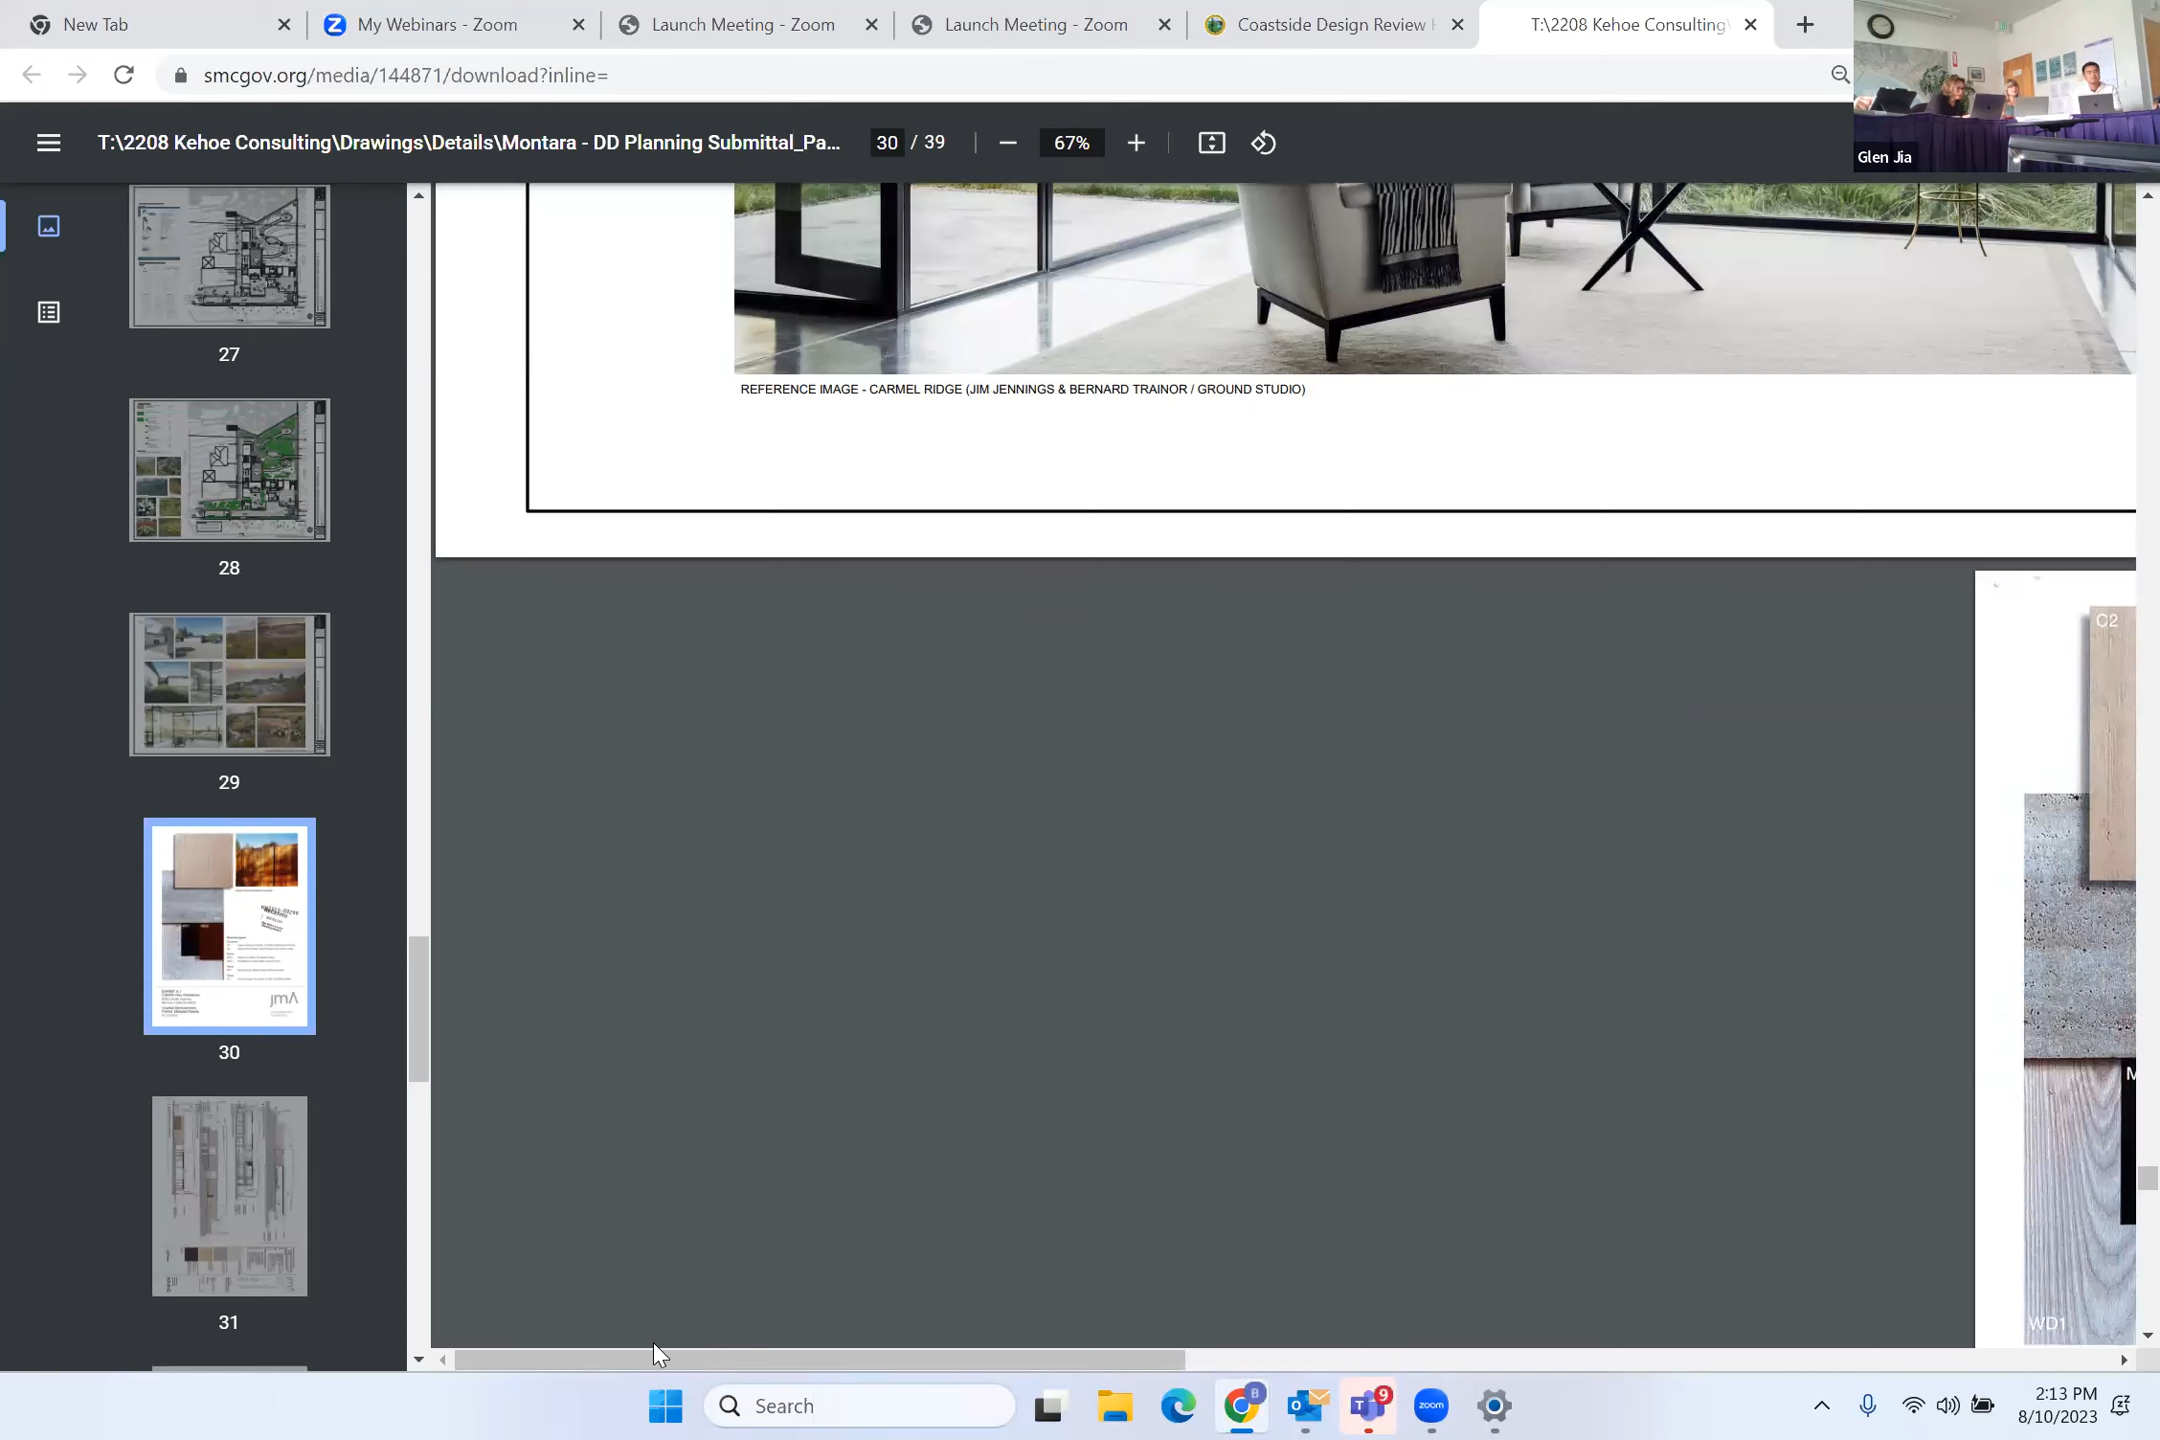 New Tab
My Webinars - Zoom
Launch Meeting - Zoom
Launch Meeting - Zoom
Coastside Design Review
T:\2208 Kehoe Consulting\
smcgov.org/media/144871/download?inline=
T:\2208 Kehoe Consulting\Drawings\Details\Montara - DD Planning Submittal_Pa...
30 / 39
67%
Glen Jia
27
28
29
30
31
REFERENCE IMAGE - CARMEL RIDGE (JIM JENNINGS & BERNARD TRAINOR / GROUND STUDIO)
C2
M
WD1
jmA
Search
B
9
zoom
2:13 PM
8/10/2023